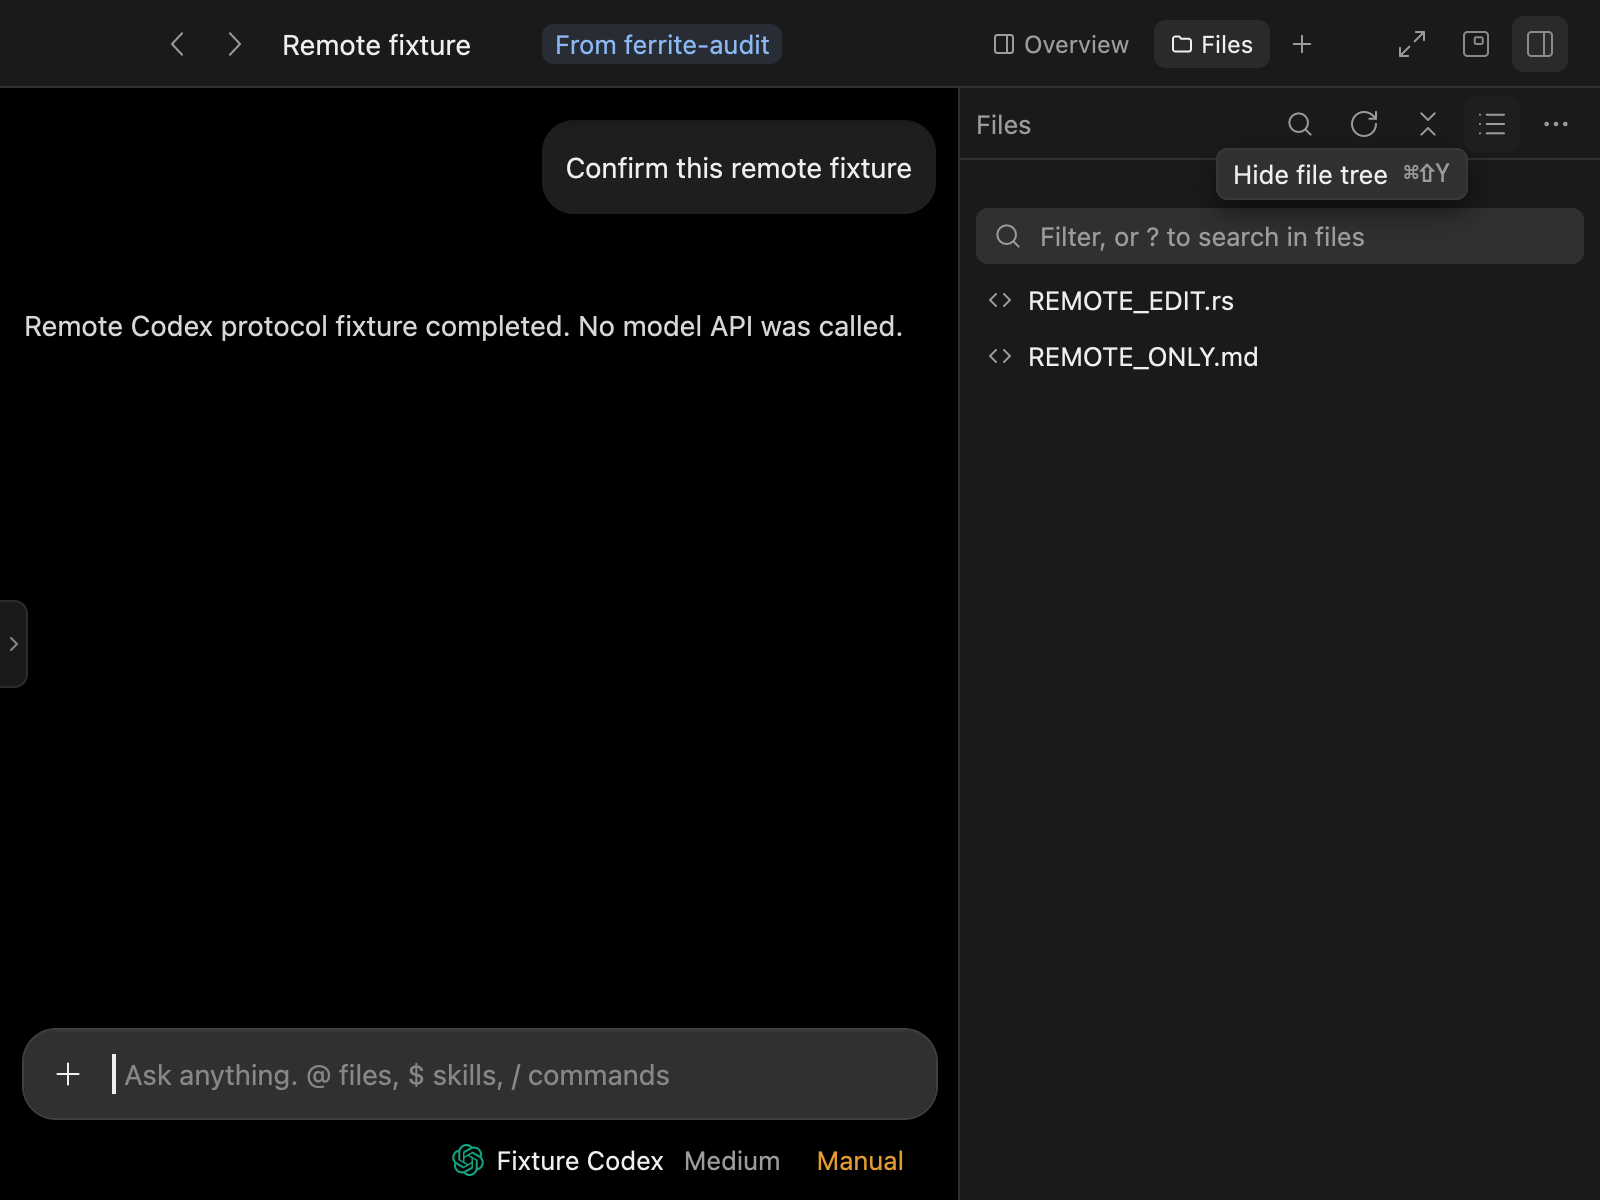 Remote fixture
From ferrite-audit
Overview
Files
Files
Hide file tree ⌘⇧Y
Confirm this remote fixture
Filter, or ? to search in files
REMOTE_EDIT.rs
Remote Codex protocol fixture completed. No model API was called.
REMOTE_ONLY.md
Ask anything. @ files, $ skills, / commands
Fixture Codex Medium Manual